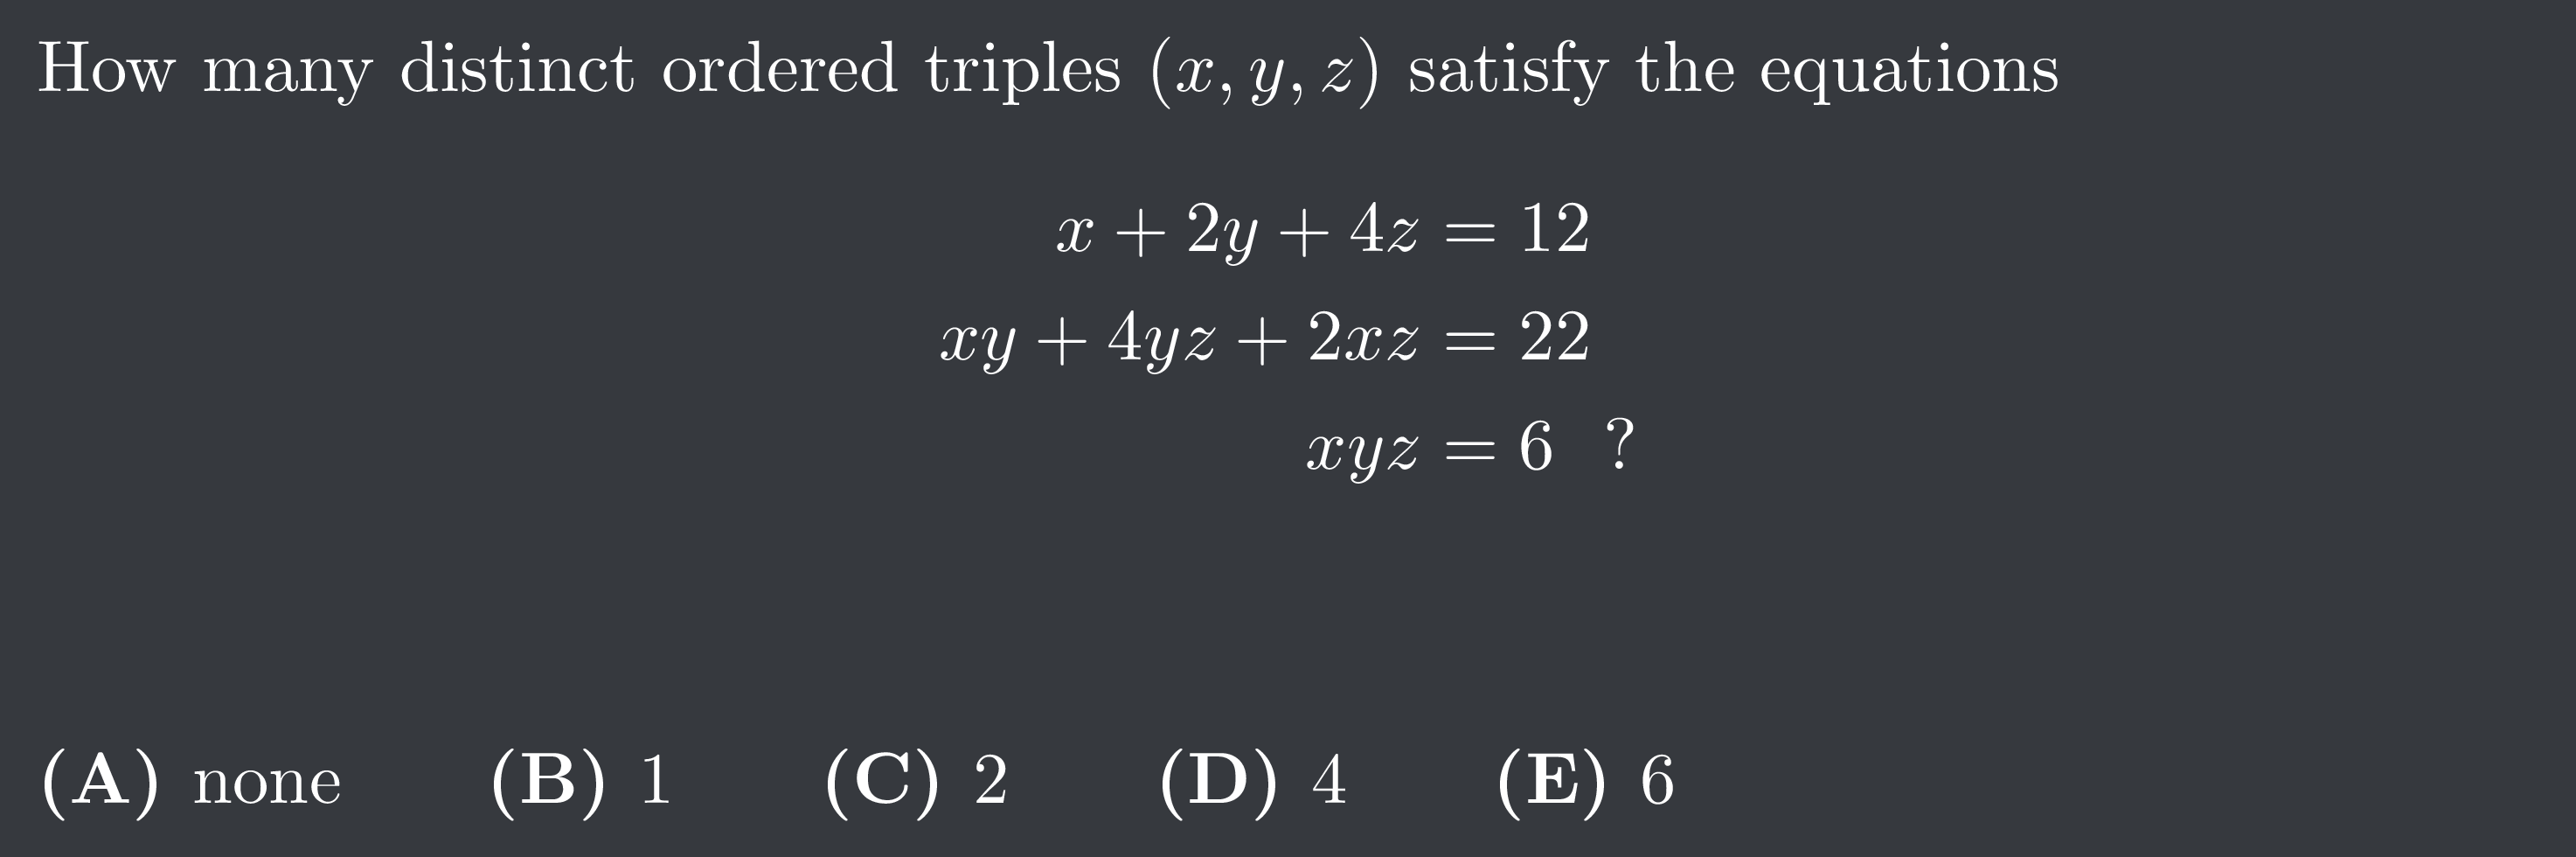 How many distinct ordered triples (x, y, z) satisfy the equations
x + 2y + 4z = 12
xy + 4yz + 2xz = 22
xyz = 6 ?
(A) none (B) 1 (C) 2 (D) 4 (E) 6